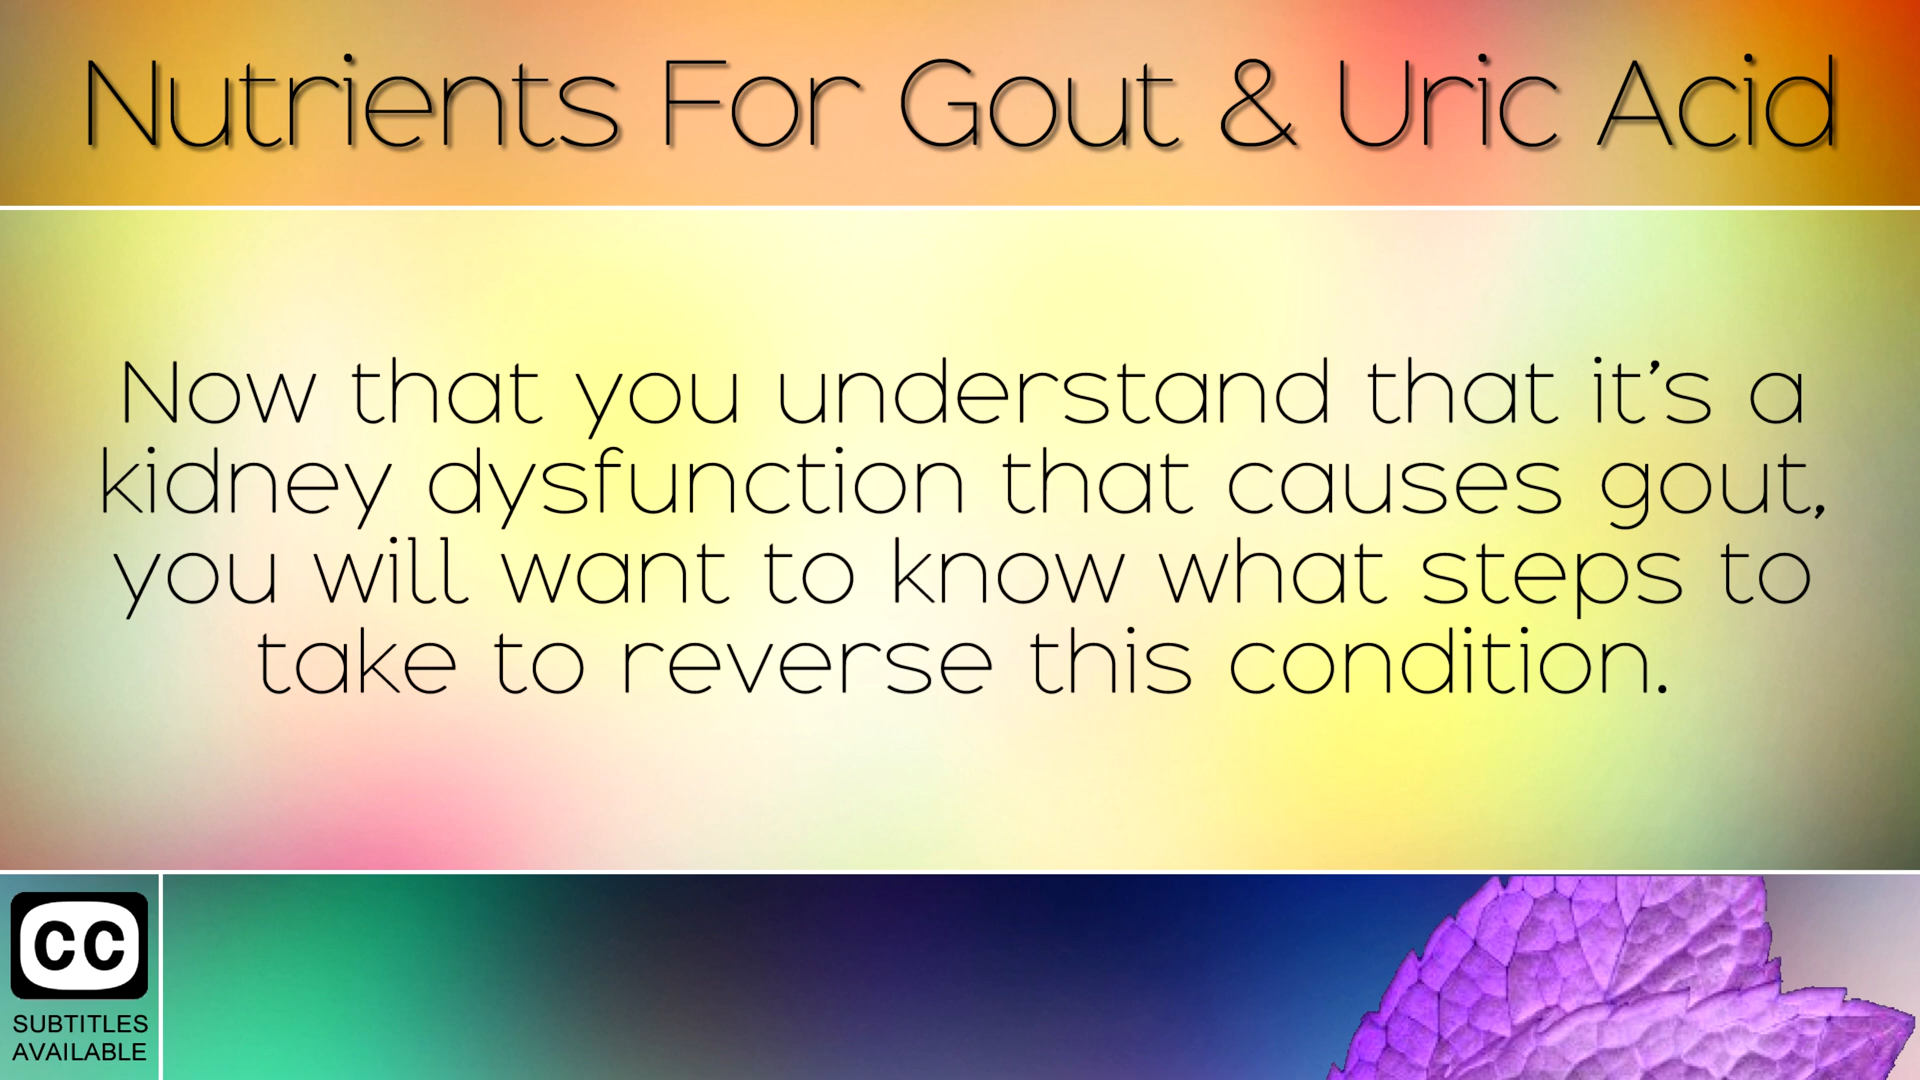 Nutrients For Gout & Uric Acid
Now that you understand that it’s a
kidney dysfunction that causes gout,
you will want to know what steps to
take to reverse this condition.
CC
SUBTITLES
AVAILABLE